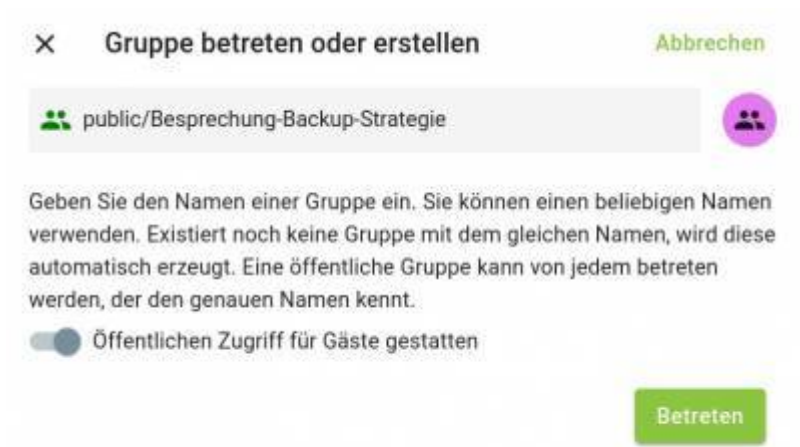 Gruppe betreten oder erstellen Abbrechen
public/Besprechung-Backup-Strategie
Geben Sie den Namen einer Gruppe ein. Sie können einen beliebigen Namen
verwenden. Existiert noch keine Gruppe mit dem gleichen Namen, wird diese
automatisch erzeugt. Eine öffentliche Gruppe kann von jedem betreten
werden, der den genauen Namen kennt.
Öffentlichen Zugriff für Gäste gestatten
Betreten